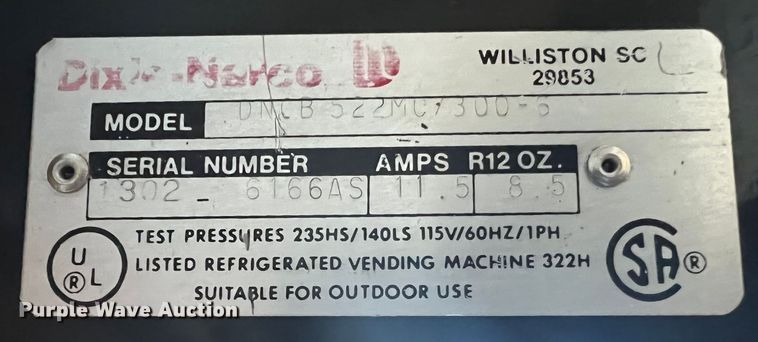 Dixie-Narco
WILLISTON SC
29853
MODEL DNCB 522MC/300-6
SERIAL NUMBER AMPS R12 OZ.
1302 - 6166AS 11.5 8.5
TEST PRESSURES 235HS/140LS 115V/60HZ/1PH
LISTED REFRIGERATED VENDING MACHINE 322H
SUITABLE FOR OUTDOOR USE
U
L
®
SA ®
Purple Wave Auction